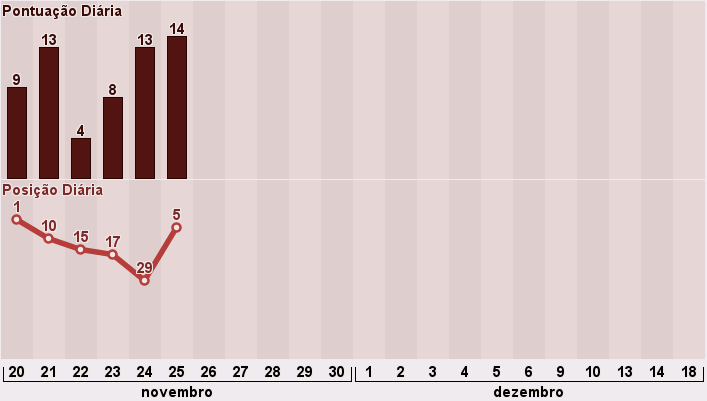 Pontuação Diária
9 13 4 8 13 14
Posição Diária
1 10 15 17 29 5
20 21 22 23 24 25 26 27 28 29 30 1 2 3 4 5 6 9 10 13 14 18
novembro dezembro